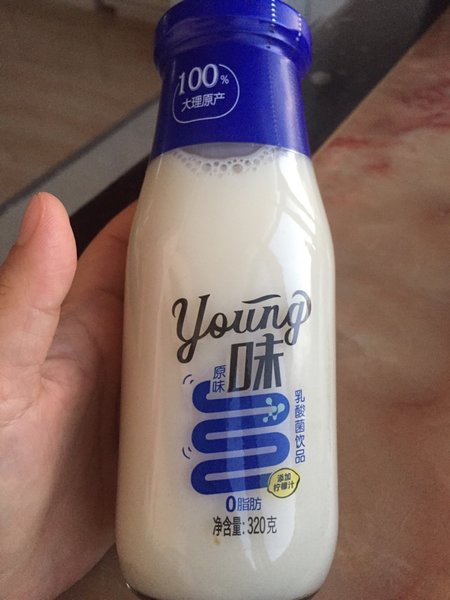 100%
大理原产
Young
味
原味
乳酸菌饮品
添加
柠檬汁
0脂肪
净含量:320克